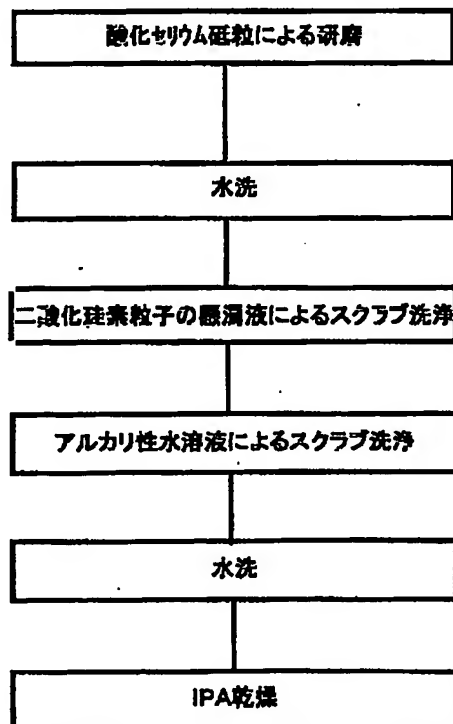 酸化セリウム砥粒による研磨
水洗
二酸化珪素粒子の懸濁液によるスクラブ洗浄
アルカリ性水溶液によるスクラブ洗浄
水洗
IPA乾燥